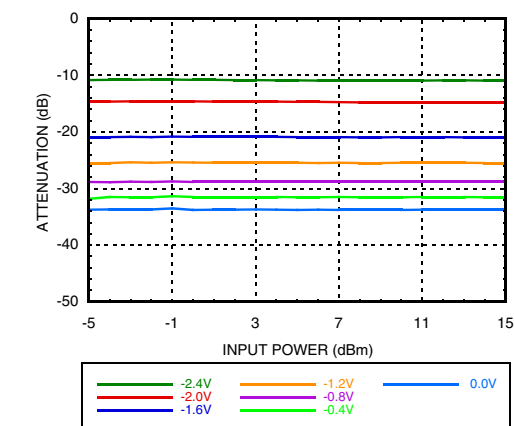 0
-10
-20
-30
-40
-50
ATTENUATION (dB)
-5 -1 3 7 11 15
INPUT POWER (dBm)
-2.4V -1.2V 0.0V
-2.0V -0.8V
-1.6V -0.4V